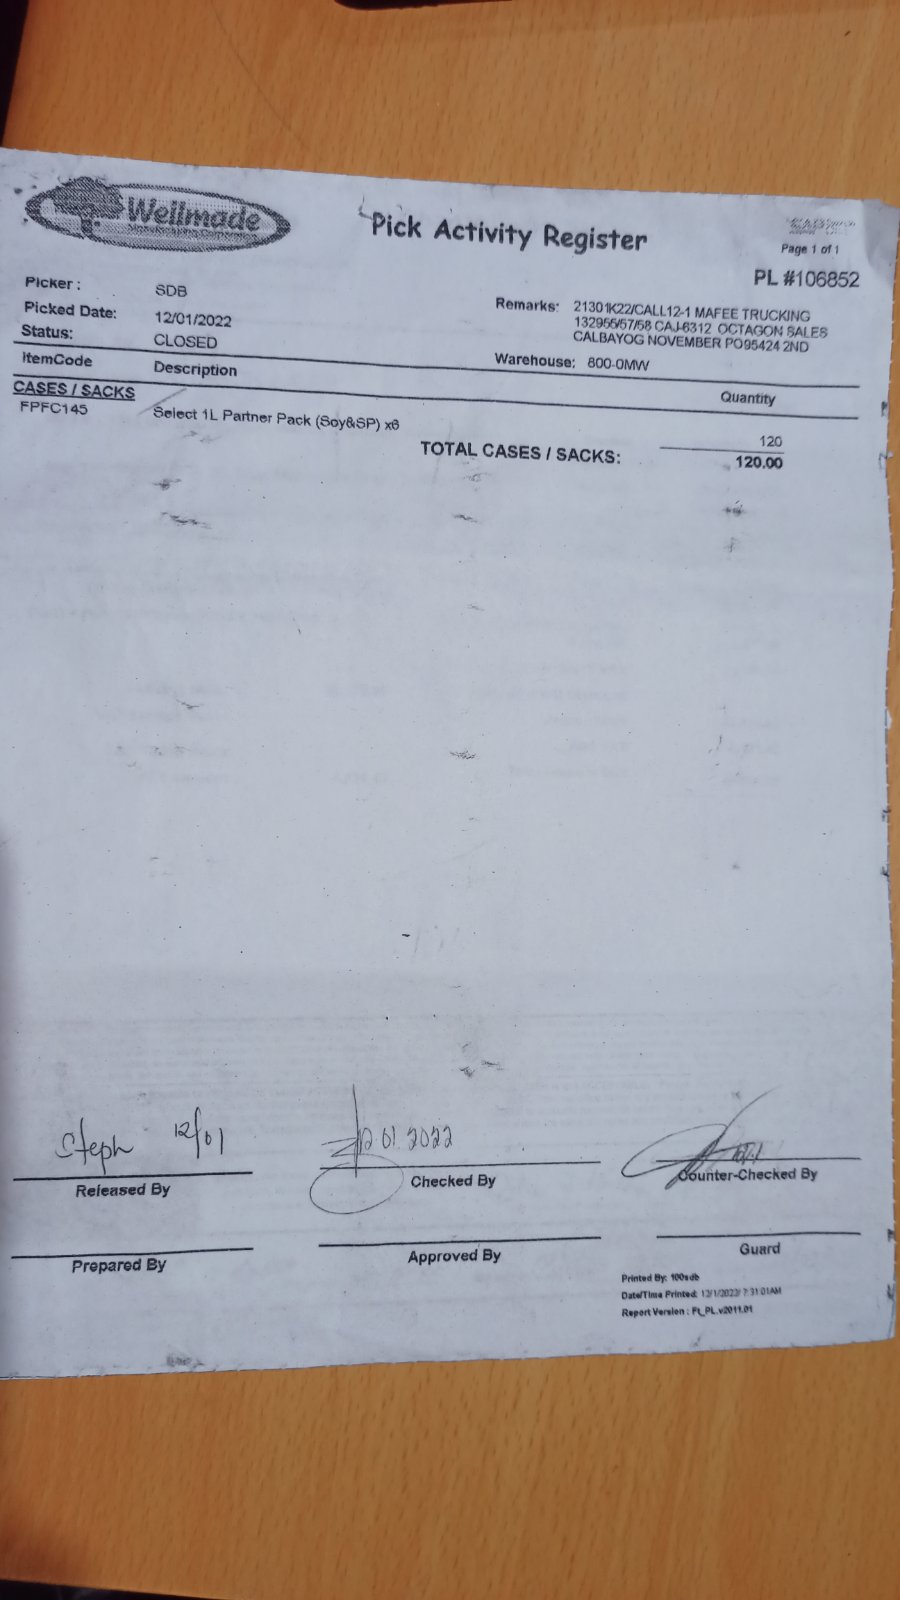 Wellmade
Pick Activity Register
Page 1 of 1
PL #106852
Picker : SDB
Picked Date: 12/01/2022
Status: CLOSED
Remarks: 21301K22/CALL12-1 MAFEE TRUCKING
132956/57/58 CAJ-6312 OCTAGON SALES
CALBAYOG NOVEMBER PO95424 2ND
Warehouse: 800-0MW
ItemCode Description Quantity
CASES / SACKS
FPFC145 Select 1L Partner Pack (Soy&SP) x6 120
TOTAL CASES / SACKS: 120.00
Steph 12/01 12 01 2022
Released By Checked By Counter-Checked By
Prepared By Approved By Guard
Printed By: 100sdb
Date/Time Printed: 12/1/2022 7:31:01AM
Report Version : Ft_PL.v2011.01